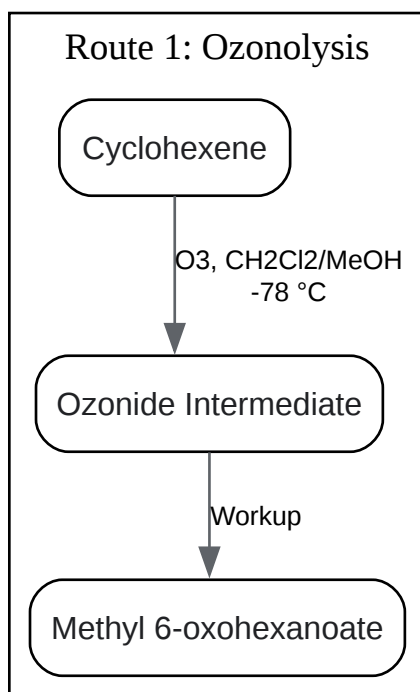 Route 1: Ozonolysis
Cyclohexene
O3, CH2Cl2/MeOH
-78 °C
Ozonide Intermediate
Workup
Methyl 6-oxohexanoate